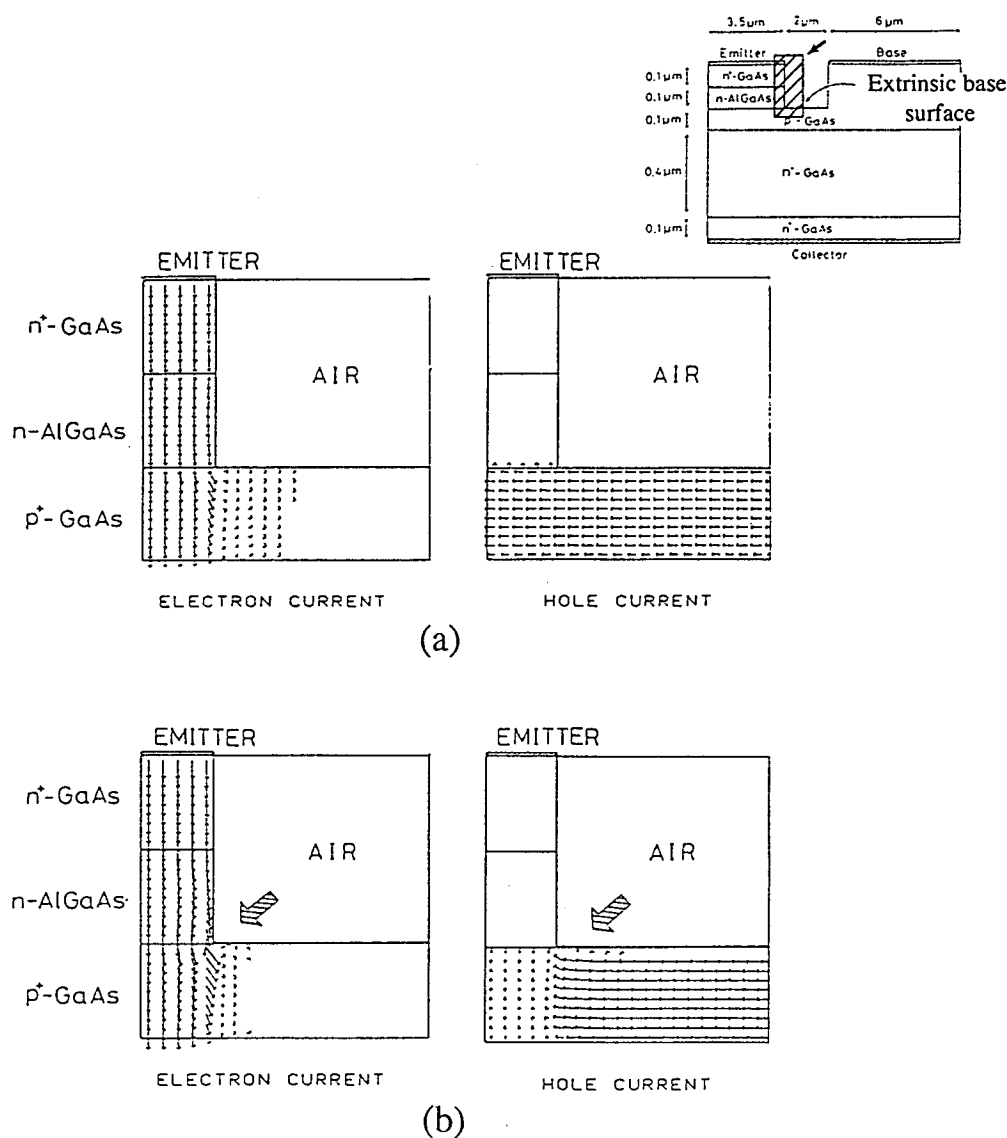 3.5μm 2μm 6μm
Emitter Base
0.1μm n⁺-GaAs
0.1μm n-AlGaAs Extrinsic base
surface
0.1μm p⁺-GaAs
0.4μm n⁺-GaAs
0.1μm n⁺-GaAs
Collector
EMITTER EMITTER
n⁺-GaAs
AIR AIR
n-AlGaAs
p⁺-GaAs
ELECTRON CURRENT HOLE CURRENT
(a)
EMITTER EMITTER
n⁺-GaAs
AIR AIR
n-AlGaAs
p⁺-GaAs
ELECTRON CURRENT HOLE CURRENT
(b)